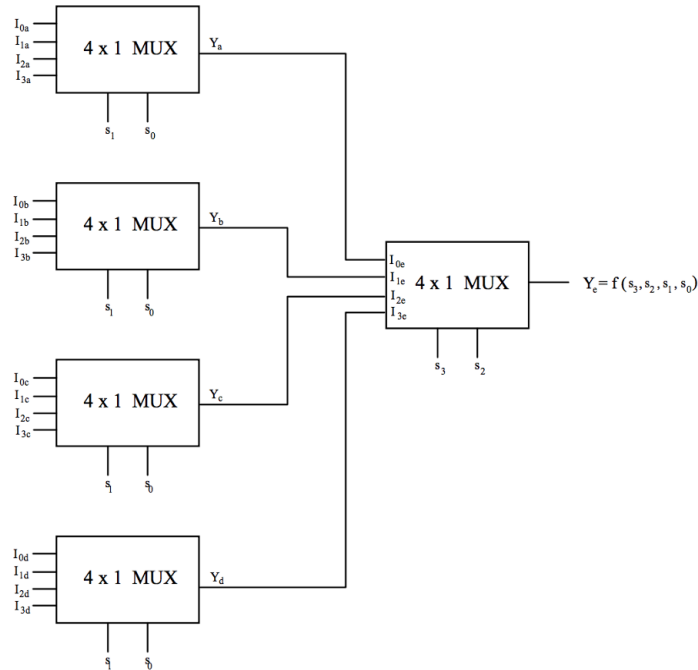 I0a
I1a
I2a
I3a
4 x 1 MUX
Ya
s1 s0
I0b
I1b
I2b
I3b
4 x 1 MUX
Yb
s1 s0
I0e
I1e
I2e
I3e
4 x 1 MUX
Ye = f (s3,s2,s1,s0)
s3 s2
I0c
I1c
I2c
I3c
4 x 1 MUX
Yc
s1 s0
I0d
I1d
I2d
I3d
4 x 1 MUX
Yd
s1 s0